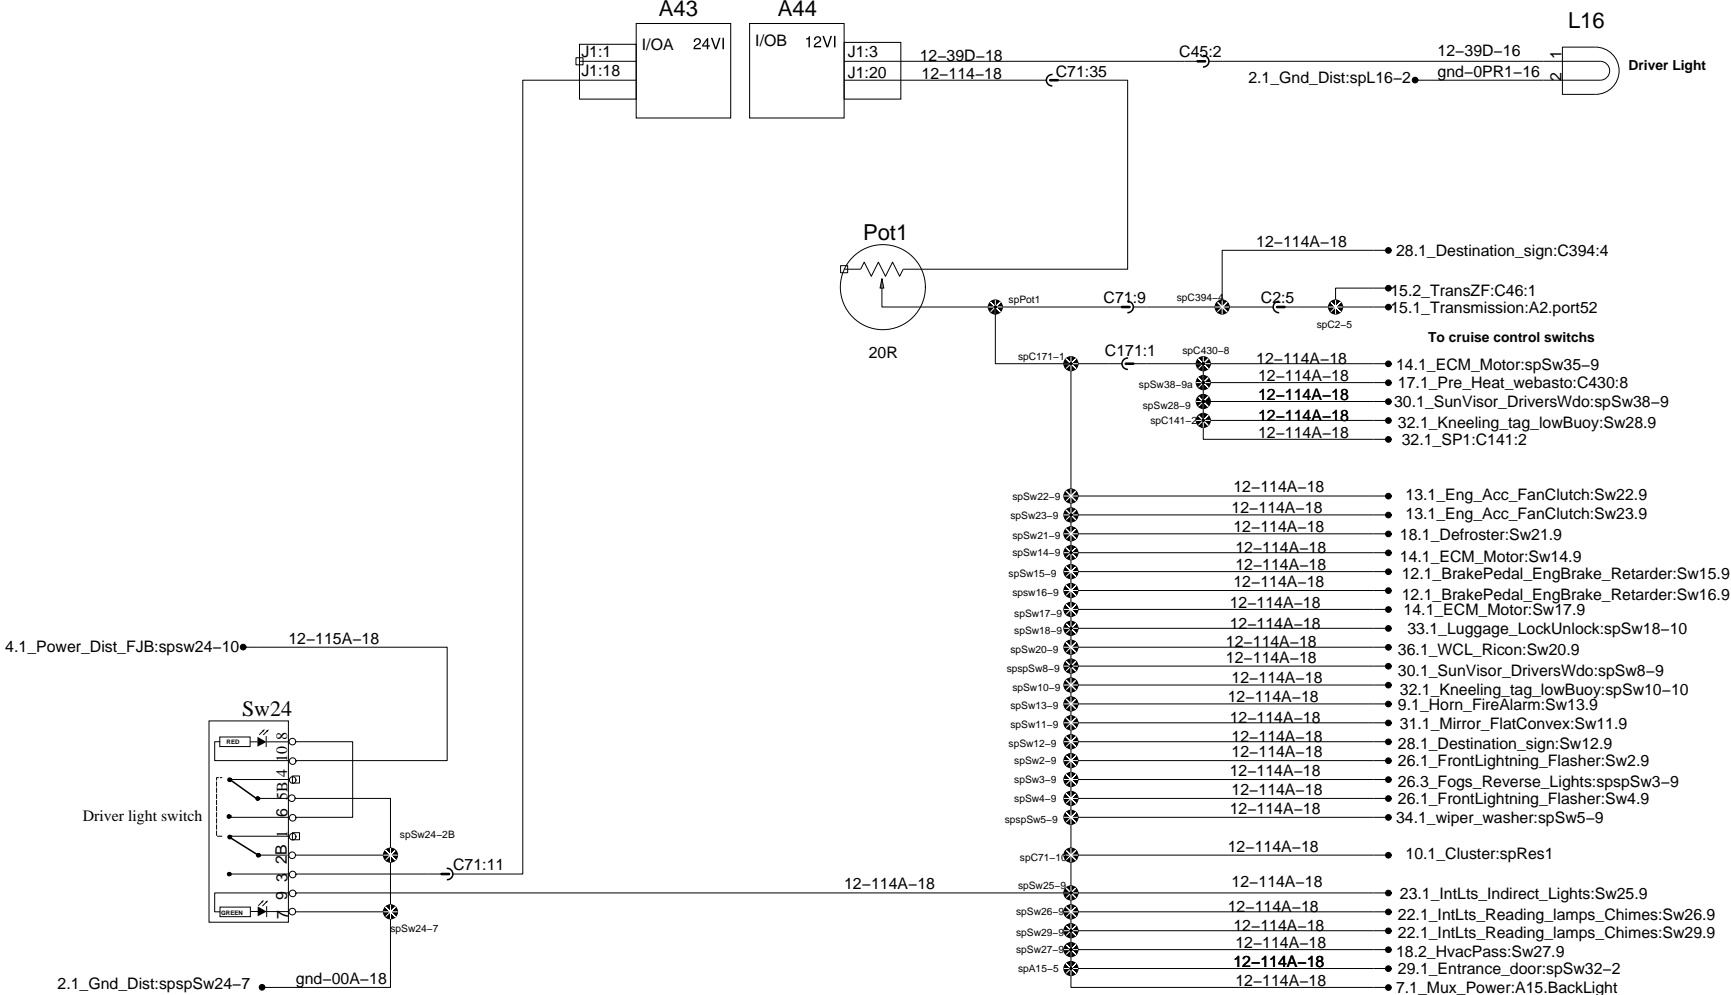 A43
A44
L16
I/OA 24VI
I/OB 12VI
J1:1
J1:18
J1:3
J1:20
12-39D-18
12-114-18
C45:2
C71:35
12-39D-16
gnd-0PR1-16
2.1_Gnd_Dist:spL16-2
1
2
Driver Light
Pot1
20R
spPot1
C71:9
spC394-4
C2:5
spC2-5
12-114A-18
28.1_Destination_sign:C394:4
15.2_TransZF:C46:1
15.1_Transmission:A2.port52
To cruise control switchs
spC171-1
C171:1
spC430-8
12-114A-18
14.1_ECM_Motor:spSw35-9
spSw38-9a
12-114A-18
17.1_Pre_Heat_webasto:C430:8
spSw28-9
12-114A-18
30.1_SunVisor_DriversWdo:spSw38-9
spC141-2
12-114A-18
32.1_Kneeling_tag_lowBuoy:Sw28.9
12-114A-18
32.1_SP1:C141:2
spSw22-9
12-114A-18
13.1_Eng_Acc_FanClutch:Sw22.9
spSw23-9
12-114A-18
13.1_Eng_Acc_FanClutch:Sw23.9
spSw21-9
12-114A-18
18.1_Defroster:Sw21.9
spSw14-9
12-114A-18
14.1_ECM_Motor:Sw14.9
spSw15-9
12-114A-18
12.1_BrakePedal_EngBrake_Retarder:Sw15.9
spsw16-9
12-114A-18
12.1_BrakePedal_EngBrake_Retarder:Sw16.9
spSw17-9
12-114A-18
14.1_ECM_Motor:Sw17.9
spSw18-9
12-114A-18
33.1_Luggage_LockUnlock:spSw18-10
spSw20-9
12-114A-18
36.1_WCL_Ricon:Sw20.9
spspSw8-9
12-114A-18
30.1_SunVisor_DriversWdo:spSw8-9
spSw10-9
12-114A-18
32.1_Kneeling_tag_lowBuoy:spSw10-10
spSw13-9
12-114A-18
9.1_Horn_FireAlarm:Sw13.9
spSw11-9
12-114A-18
31.1_Mirror_FlatConvex:Sw11.9
spSw12-9
12-114A-18
28.1_Destination_sign:Sw12.9
spSw2-9
12-114A-18
26.1_FrontLightning_Flasher:Sw2.9
spSw3-9
12-114A-18
26.3_Fogs_Reverse_Lights:spspSw3-9
spSw4-9
12-114A-18
26.1_FrontLightning_Flasher:Sw4.9
spspSw5-9
12-114A-18
34.1_wiper_washer:spSw5-9
spC71-10
12-114A-18
10.1_Cluster:spRes1
spSw25-9
12-114A-18
23.1_IntLts_Indirect_Lights:Sw25.9
spSw26-9
12-114A-18
22.1_IntLts_Reading_lamps_Chimes:Sw26.9
spSw29-9
12-114A-18
22.1_IntLts_Reading_lamps_Chimes:Sw29.9
spSw27-9
12-114A-18
18.2_HvacPass:Sw27.9
spA15-5
12-114A-18
29.1_Entrance_door:spSw32-2
12-114A-18
7.1_Mux_Power:A15.BackLight
4.1_Power_Dist_FJB:spsw24-10
12-115A-18
Sw24
RED
8
10
4
5B
6
1
2B
3
9
7
GREEN
Driver light switch
spSw24-2B
C71:11
12-114A-18
spSw24-7
2.1_Gnd_Dist:spspSw24-7
gnd-00A-18